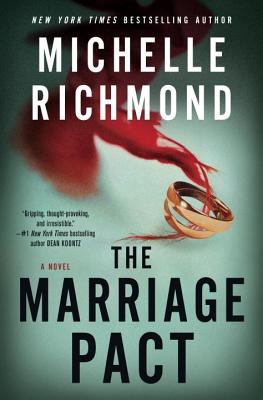 NEW YORK TIMES BESTSELLING AUTHOR
MICHELLE
RICHMOND
"Gripping, thought-provoking,
and irresistible."
—#1 New York Times bestselling
author DEAN KOONTZ
A NOVEL
THE
MARRIAGE
PACT